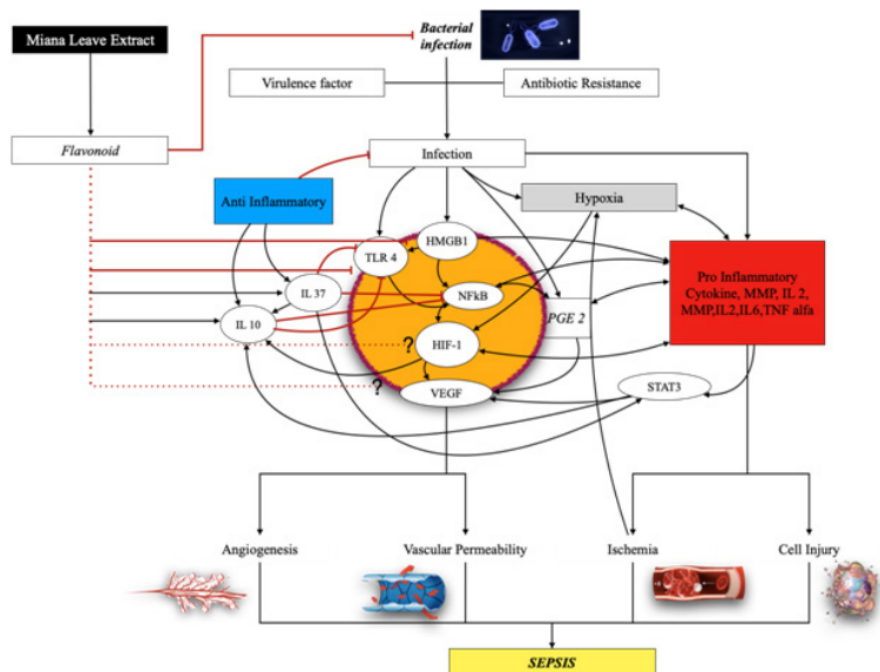 Miana Leave Extract
Bacterial
infection
Virulence factor
Antibiotic Resistance
Flavonoid
Infection
Anti Inflammatory
Hypoxia
HMGB1
TLR 4
Pro Inflammatory
Cytokine, MMP, IL 2,
MMP,IL2,IL6,TNF alfa
IL 37
NFkB
PGE 2
IL 10
?
HIF-1
?
VEGF
STAT3
Angiogenesis
Vascular Permeability
Ischemia
Cell Injury
SEPSIS